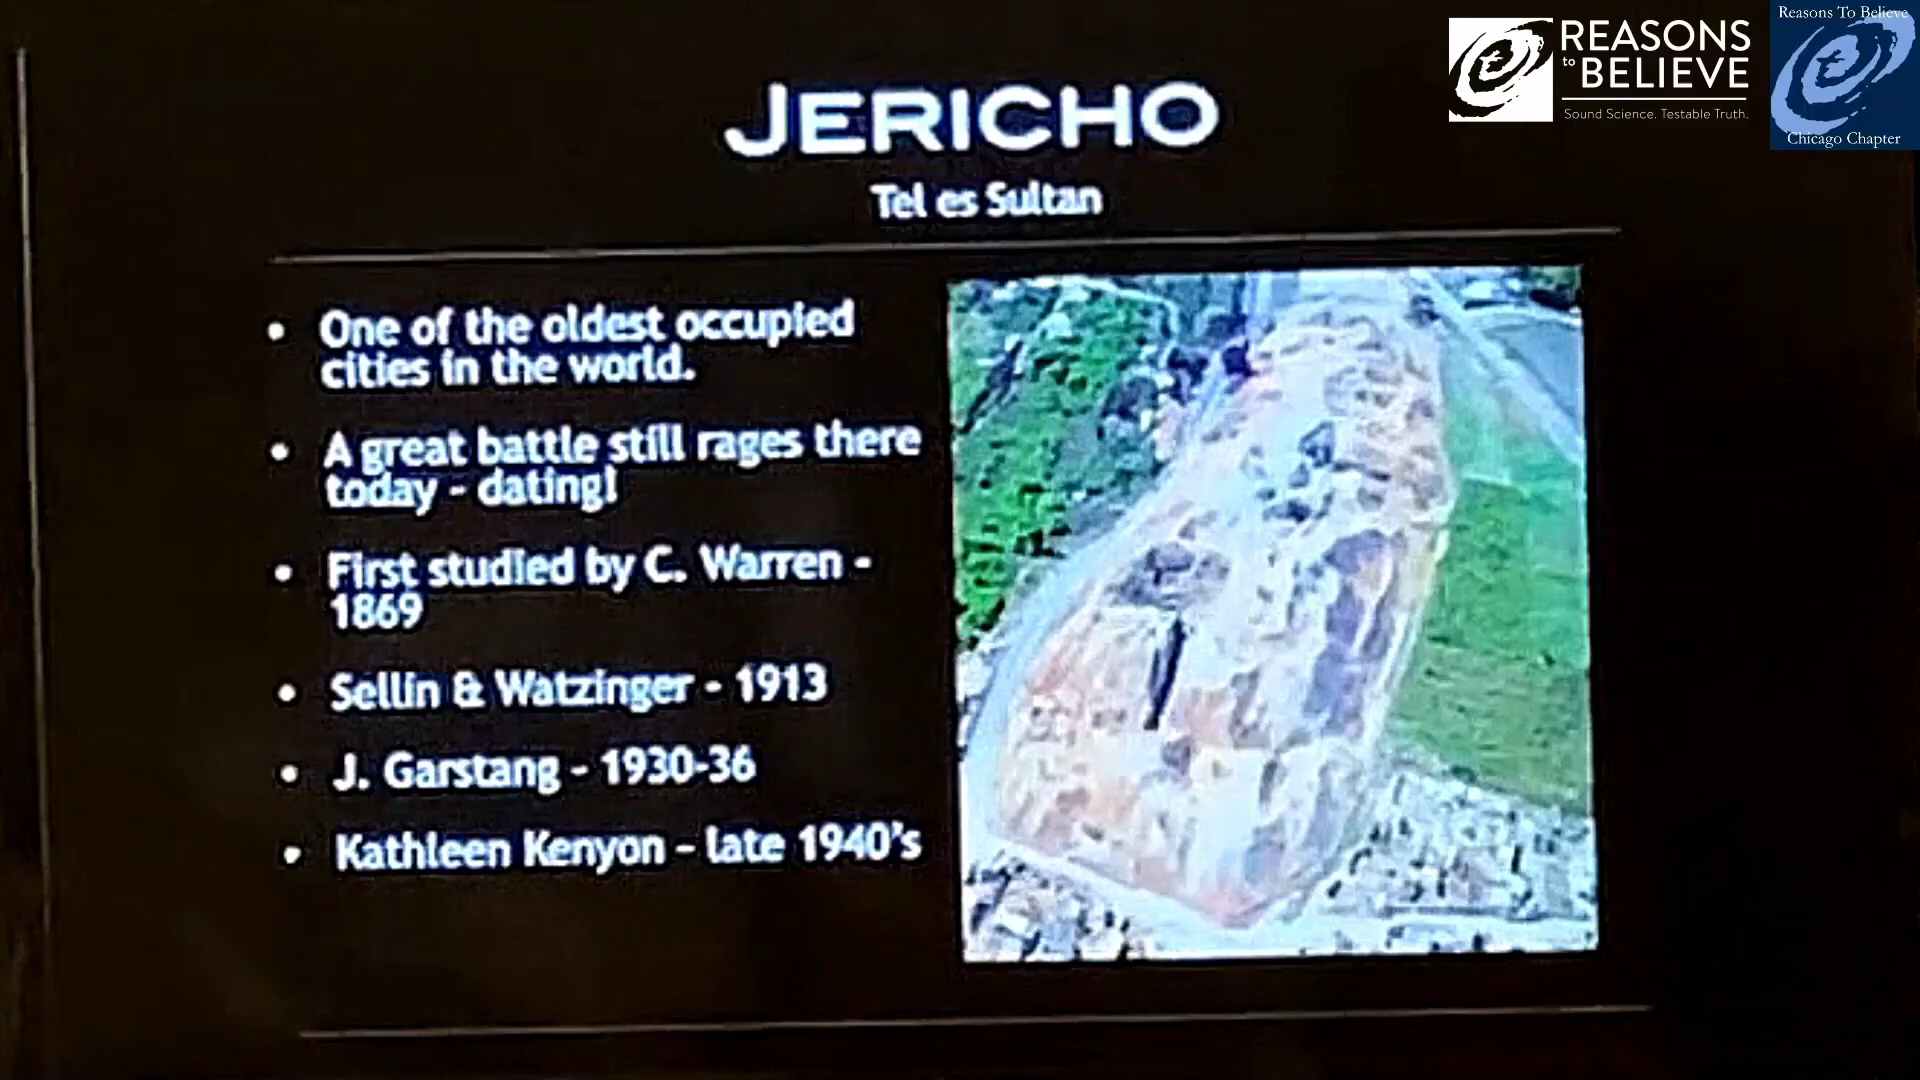 Reasons To Believe
REASONS
to BELIEVE
Sound Science. Testable Truth.
Chicago Chapter
JERICHO
Tel es Sultan
• One of the oldest occupied
cities in the world.
• A great battle still rages there
today - dating!
• First studied by C. Warren -
1869
• Sellin & Watzinger - 1913
• J. Garstang - 1930-36
• Kathleen Kenyon - late 1940's